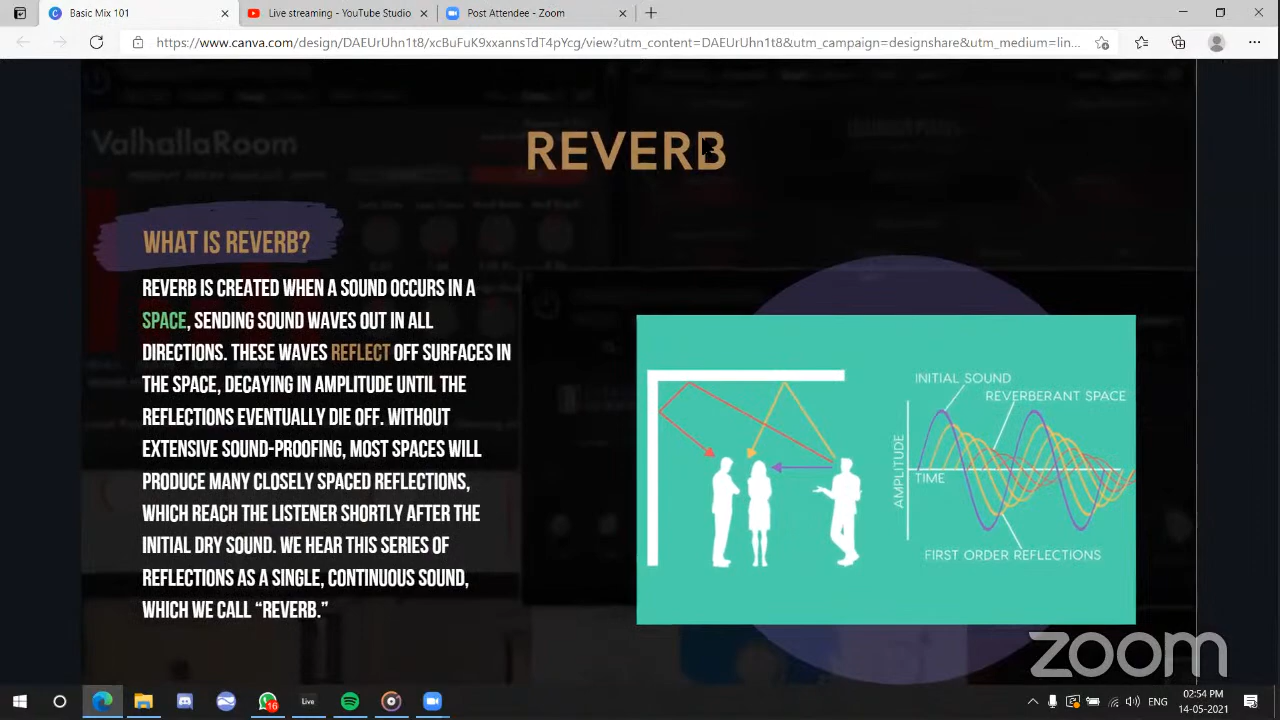 Basic Mix 101
Live streaming - YouTube Studio
Post Attendee - Zoom
https://www.canva.com/design/DAEUrUhn1t8/xcBuFuK9xxannsTdT4pYcg/view?utm_content=DAEUrUhn1t8&utm_campaign=designshare&utm_medium=lin...
ValhallaRoom
REVERB
WHAT IS REVERB?
REVERB IS CREATED WHEN A SOUND OCCURS IN A
SPACE, SENDING SOUND WAVES OUT IN ALL
DIRECTIONS. THESE WAVES REFLECT OFF SURFACES IN
THE SPACE, DECAYING IN AMPLITUDE UNTIL THE
REFLECTIONS EVENTUALLY DIE OFF. WITHOUT
EXTENSIVE SOUND-PROOFING, MOST SPACES WILL
PRODUCE MANY CLOSELY SPACED REFLECTIONS,
WHICH REACH THE LISTENER SHORTLY AFTER THE
INITIAL DRY SOUND. WE HEAR THIS SERIES OF
REFLECTIONS AS A SINGLE, CONTINUOUS SOUND,
WHICH WE CALL “REVERB.”
INITIAL SOUND
REVERBERANT SPACE
AMPLITUDE
TIME
FIRST ORDER REFLECTIONS
zoom
16
Live
ENG
02:54 PM
14-05-2021